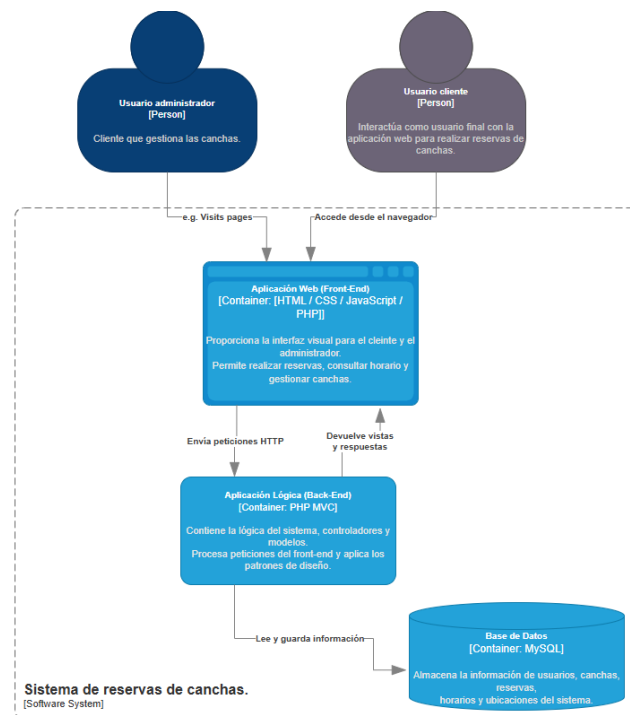 Usuario administrador
[Person]
Cliente que gestiona las canchas.
Usuario cliente
[Person]
Interactúa como usuario final con la
aplicación web para realizar reservas de
canchas.
e.g. Visits pages
Accede desde el navegador
Aplicación Web (Front-End)
[Container: [HTML / CSS / JavaScript /
PHP]]
Proporciona la interfaz visual para el cleinte y el
administrador.
Permite realizar reservas, consultar horario y
gestionar canchas.
Envía peticiones HTTP
Devuelve vistas
y respuestas
Aplicación Lógica (Back-End)
[Container: PHP MVC]
Contiene la lógica del sistema, controladores y
modelos.
Procesa peticiones del front-end y aplica los
patrones de diseño.
Lee y guarda información
Base de Datos
[Container: MySQL]
Almacena la información de usuarios, canchas,
reservas,
horarios y ubicaciones del sistema.
Sistema de reservas de canchas.
[Software System]